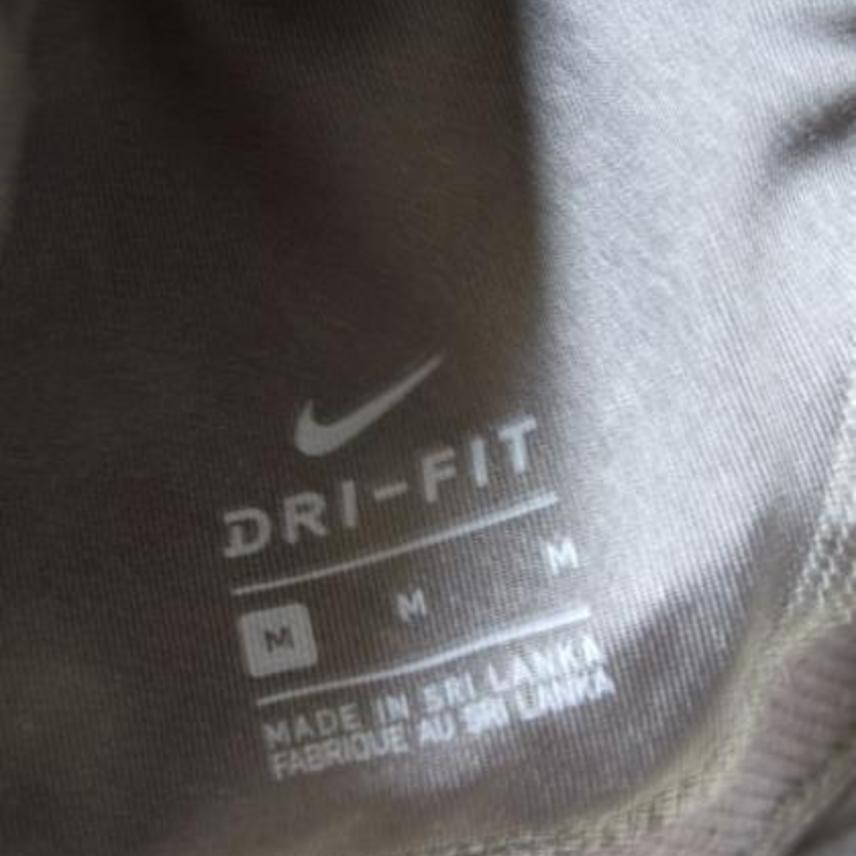 DRI-FIT
M M M
MADE IN SRI LANKA
FABRIQUE AU SRI LANKA